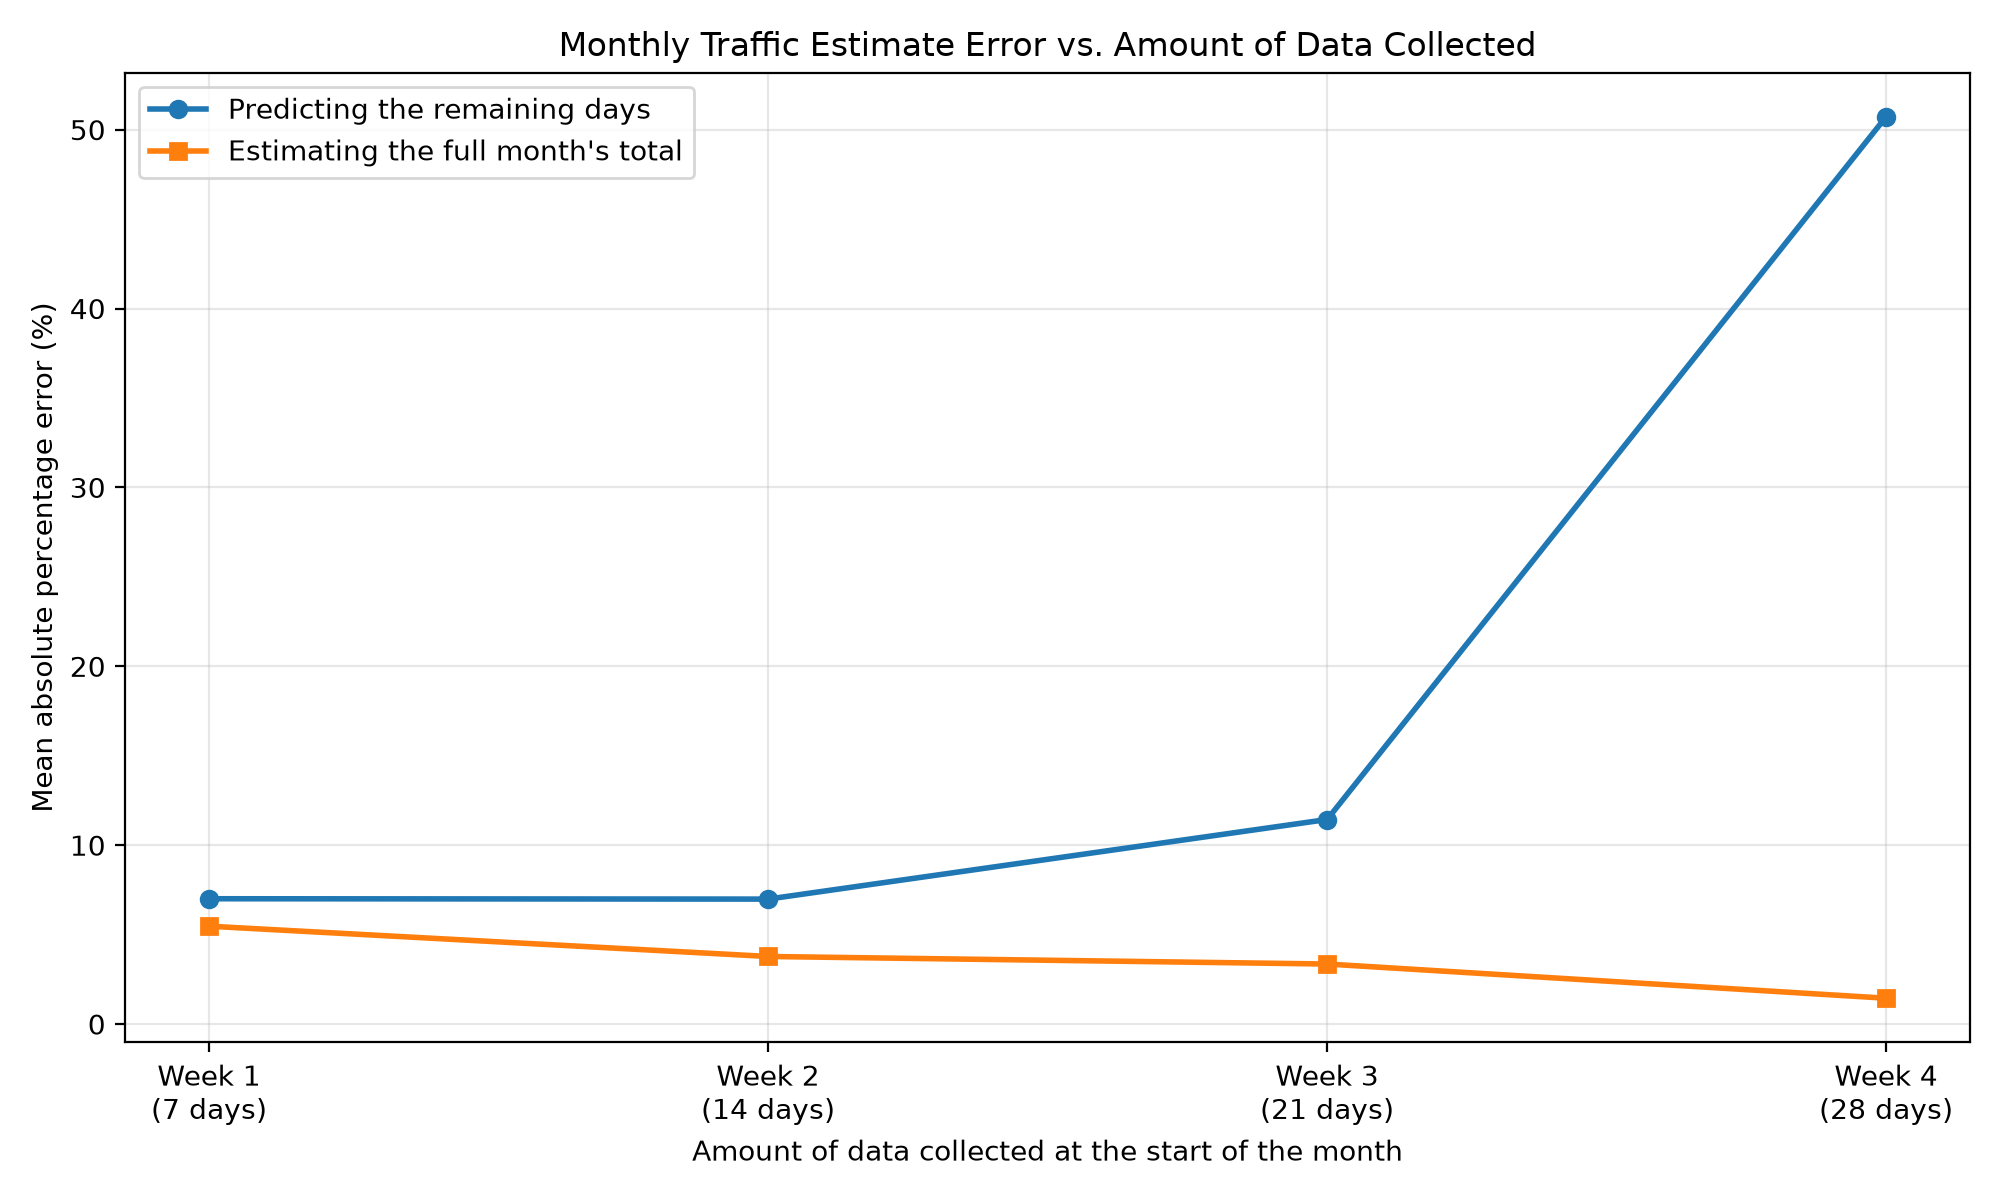 Monthly Traffic Estimate Error vs. Amount of Data Collected
Predicting the remaining days
Estimating the full month's total
Mean absolute percentage error (%)
50
40
30
20
10
0
Week 1
(7 days)
Week 2
(14 days)
Week 3
(21 days)
Week 4
(28 days)
Amount of data collected at the start of the month